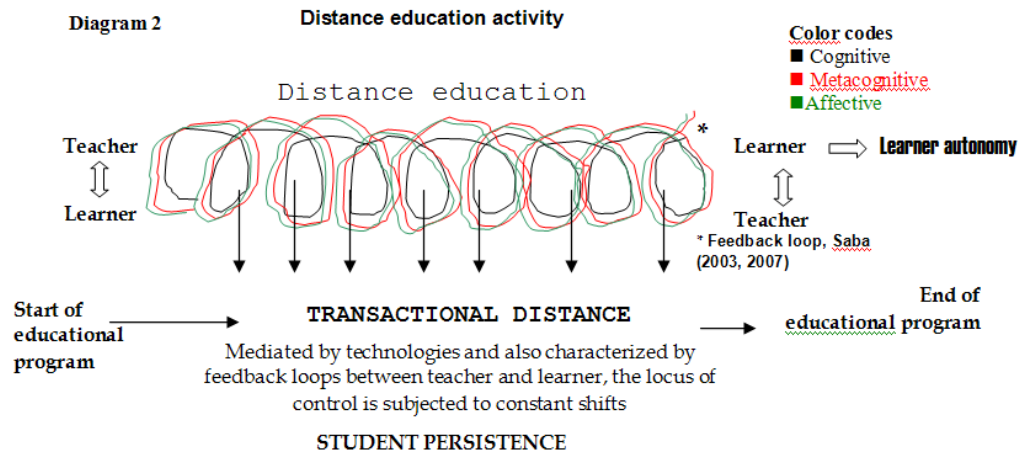 Diagram 2
Distance education activity
Color codes
Cognitive
Metacognitive
Affective
Distance education
*
Teacher
Learner
Learner
Learner autonomy
Teacher
* Feedback loop, Saba
(2003, 2007)
Start of
educational
program
TRANSACTIONAL DISTANCE
End of
educational program
Mediated by technologies and also characterized by
feedback loops between teacher and learner, the locus of
control is subjected to constant shifts
STUDENT PERSISTENCE